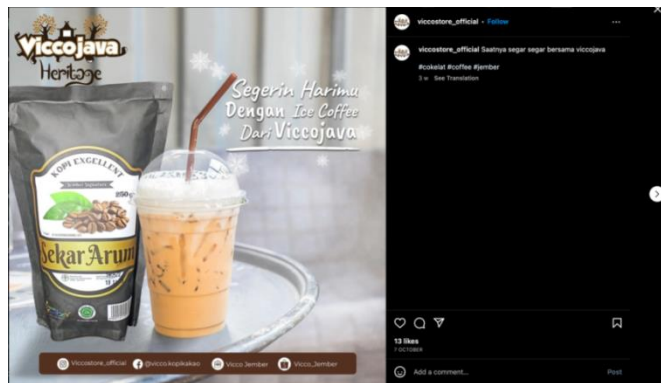 Viccojava
Heritage
Segerin Harimu
Dengan Ice Coffee
Dari Viccojava
KOPI EXCELLENT
250g
Sekar Arum
Viccostore_official
@vicco.kopikakao
Vicco Jember
Vicco_Jember
viccostore_official • Follow
viccostore_official Saatnya segar segar bersama viccojava
#cokelat #coffee #jember
3 w See Translation
13 likes
7 OCTOBER
Add a comment...
Post